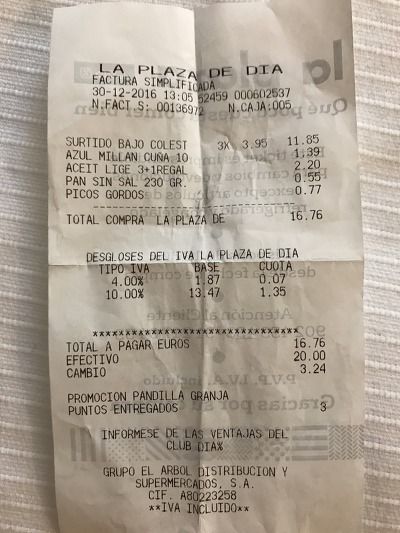 LA PLAZA DE DIA
FACTURA SIMPLIFICADA
30-12-2016 13:05 52459 000602537
N.FACT.S: 00136972 N.CAJA:005
SURTIDO BAJO COLEST 3X 3.95 11.85
AZUL MILLAN CUÑA 10 1.39
ACEIT LIGE 3+1REGAL 2.20
PAN SIN SAL 230 GR. 0.55
PICOS GORDOS 0.77
TOTAL COMPRA LA PLAZA DE 16.76
DESGLOSES DEL IVA LA PLAZA DE DIA
TIPO IVA BASE CUOTA
4.00% 1.87 0.07
10.00% 13.47 1.35
*********************************
TOTAL A PAGAR EUROS 16.76
EFECTIVO 20.00
CAMBIO 3.24
PROMOCION PANDILLA GRANJA
PUNTOS ENTREGADOS 3
INFORMESE DE LAS VENTAJAS DEL
CLUB DIA%
GRUPO EL ARBOL DISTRIBUCION Y
SUPERMERCADOS, S.A.
CIF. A80223258
**IVA INCLUIDO**